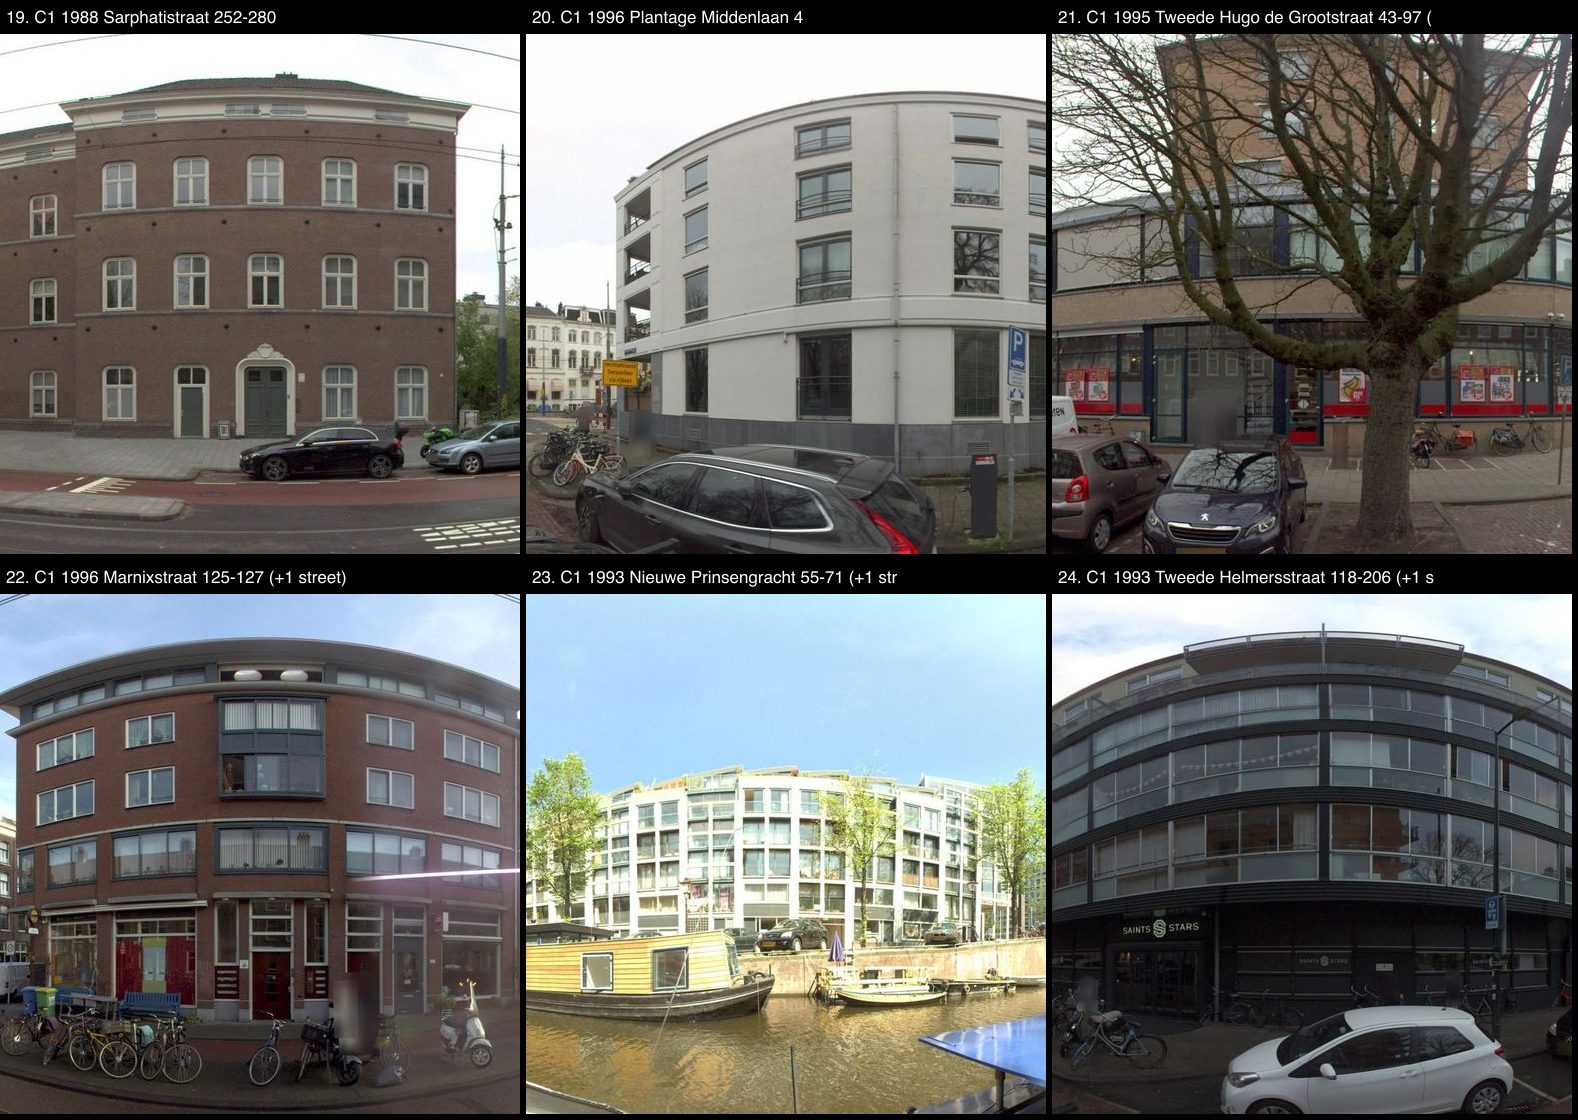 19. C1 1988 Sarphatistraat 252-280
20. C1 1996 Plantage Middenlaan 4
21. C1 1995 Tweede Hugo de Grootstraat 43-97 (
P
22. C1 1996 Marnixstraat 125-127 (+1 street)
23. C1 1993 Nieuwe Prinsengracht 55-71 (+1 str
24. C1 1993 Tweede Helmersstraat 118-206 (+1 s
SAINTS S STARS
SAINTS S STARS